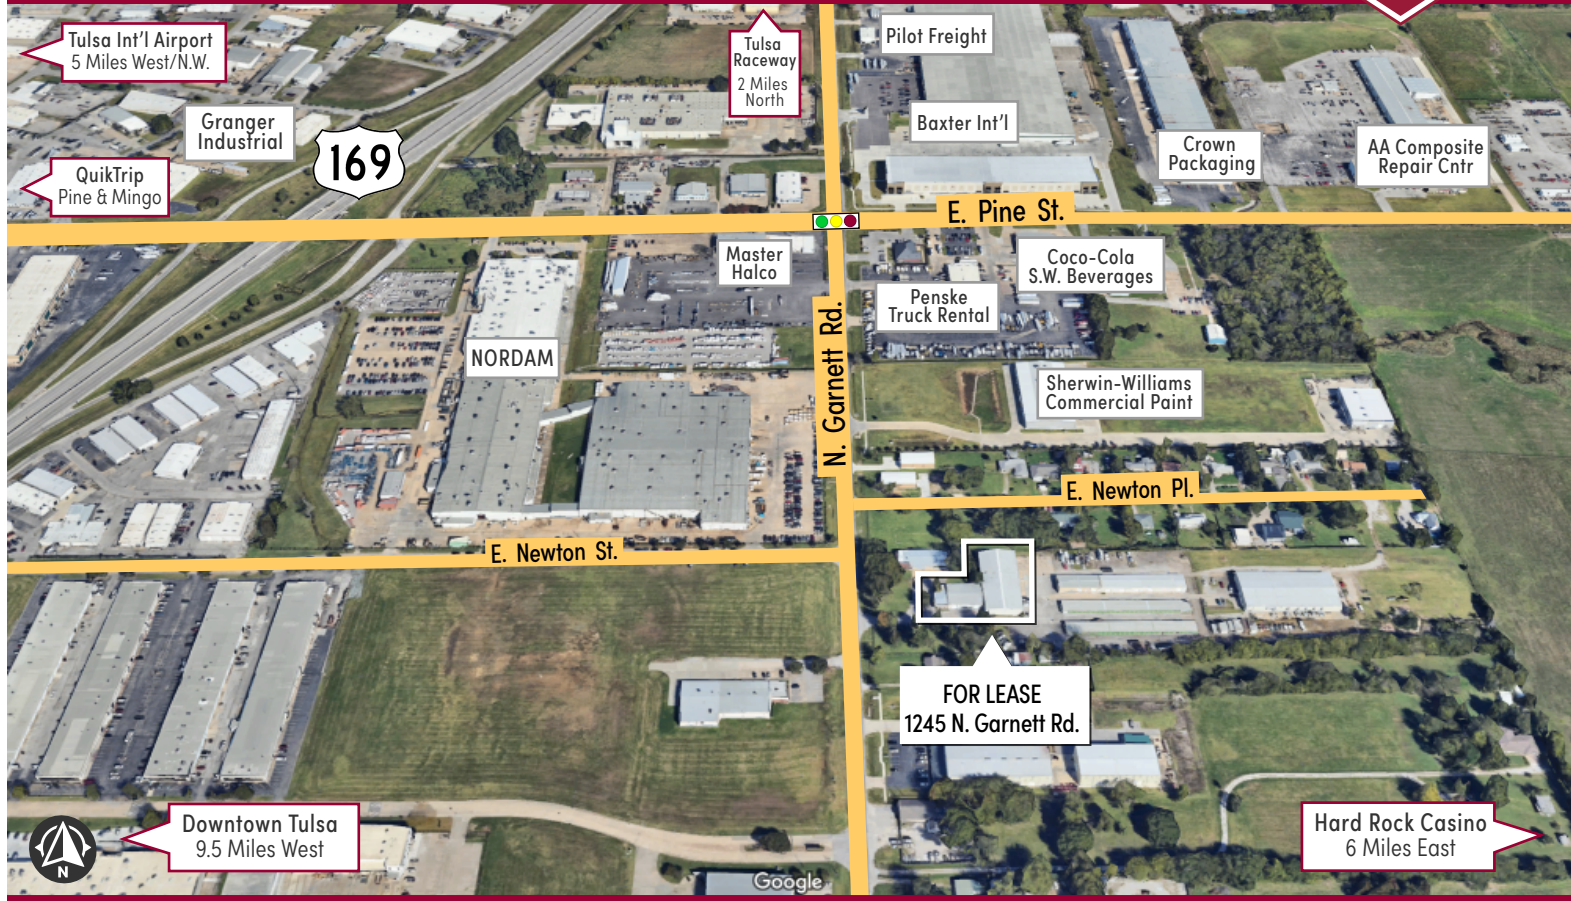 Tulsa Int'l Airport
5 Miles West/N.W.
Tulsa
Raceway
2 Miles
North
Pilot Freight
Granger
Industrial
169
Baxter Int'l
Crown
Packaging
AA Composite
Repair Cntr
QuikTrip
Pine & Mingo
E. Pine St.
Master
Halco
Coco-Cola
S.W. Beverages
Penske
Truck Rental
N. Garnett Rd.
NORDAM
Sherwin-Williams
Commercial Paint
E. Newton Pl.
E. Newton St.
FOR LEASE
1245 N. Garnett Rd.
Downtown Tulsa
9.5 Miles West
Hard Rock Casino
6 Miles East
N
Google